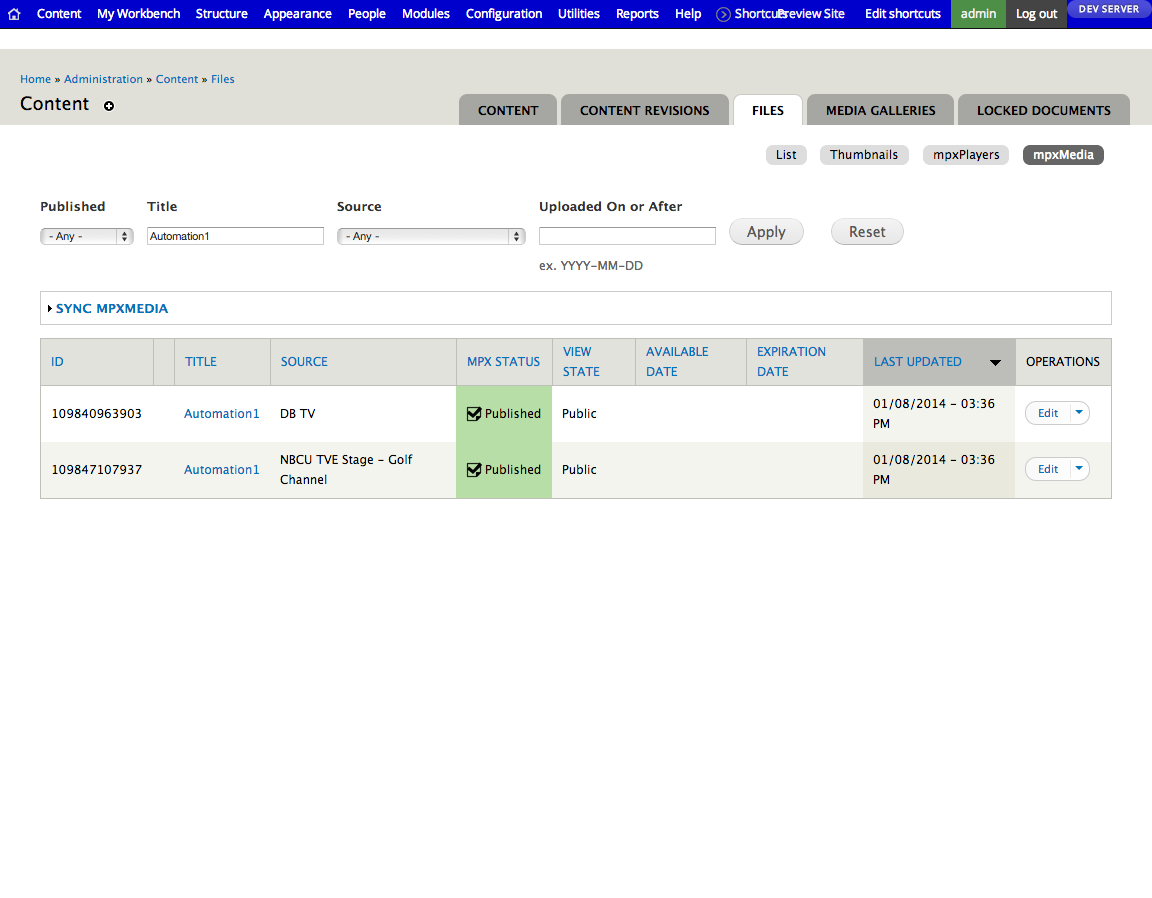 Content My Workbench Structure Appearance People Modules Configuration Utilities Reports Help Shortcuts Preview Site Edit shortcuts admin Log out DEV SERVER
Home » Administration » Content » Files
Content
CONTENT CONTENT REVISIONS FILES MEDIA GALLERIES LOCKED DOCUMENTS
List Thumbnails mpxPlayers mpxMedia
Published Title Source Uploaded On or After
- Any - Automation1 - Any - Apply Reset
ex. YYYY-MM-DD
SYNC MPXMEDIA
ID TITLE SOURCE MPX STATUS VIEW STATE AVAILABLE DATE EXPIRATION DATE LAST UPDATED OPERATIONS
109840963903 Automation1 DB TV Published Public 01/08/2014 - 03:36 PM Edit
109847107937 Automation1 NBCU TVE Stage - Golf Channel Published Public 01/08/2014 - 03:36 PM Edit